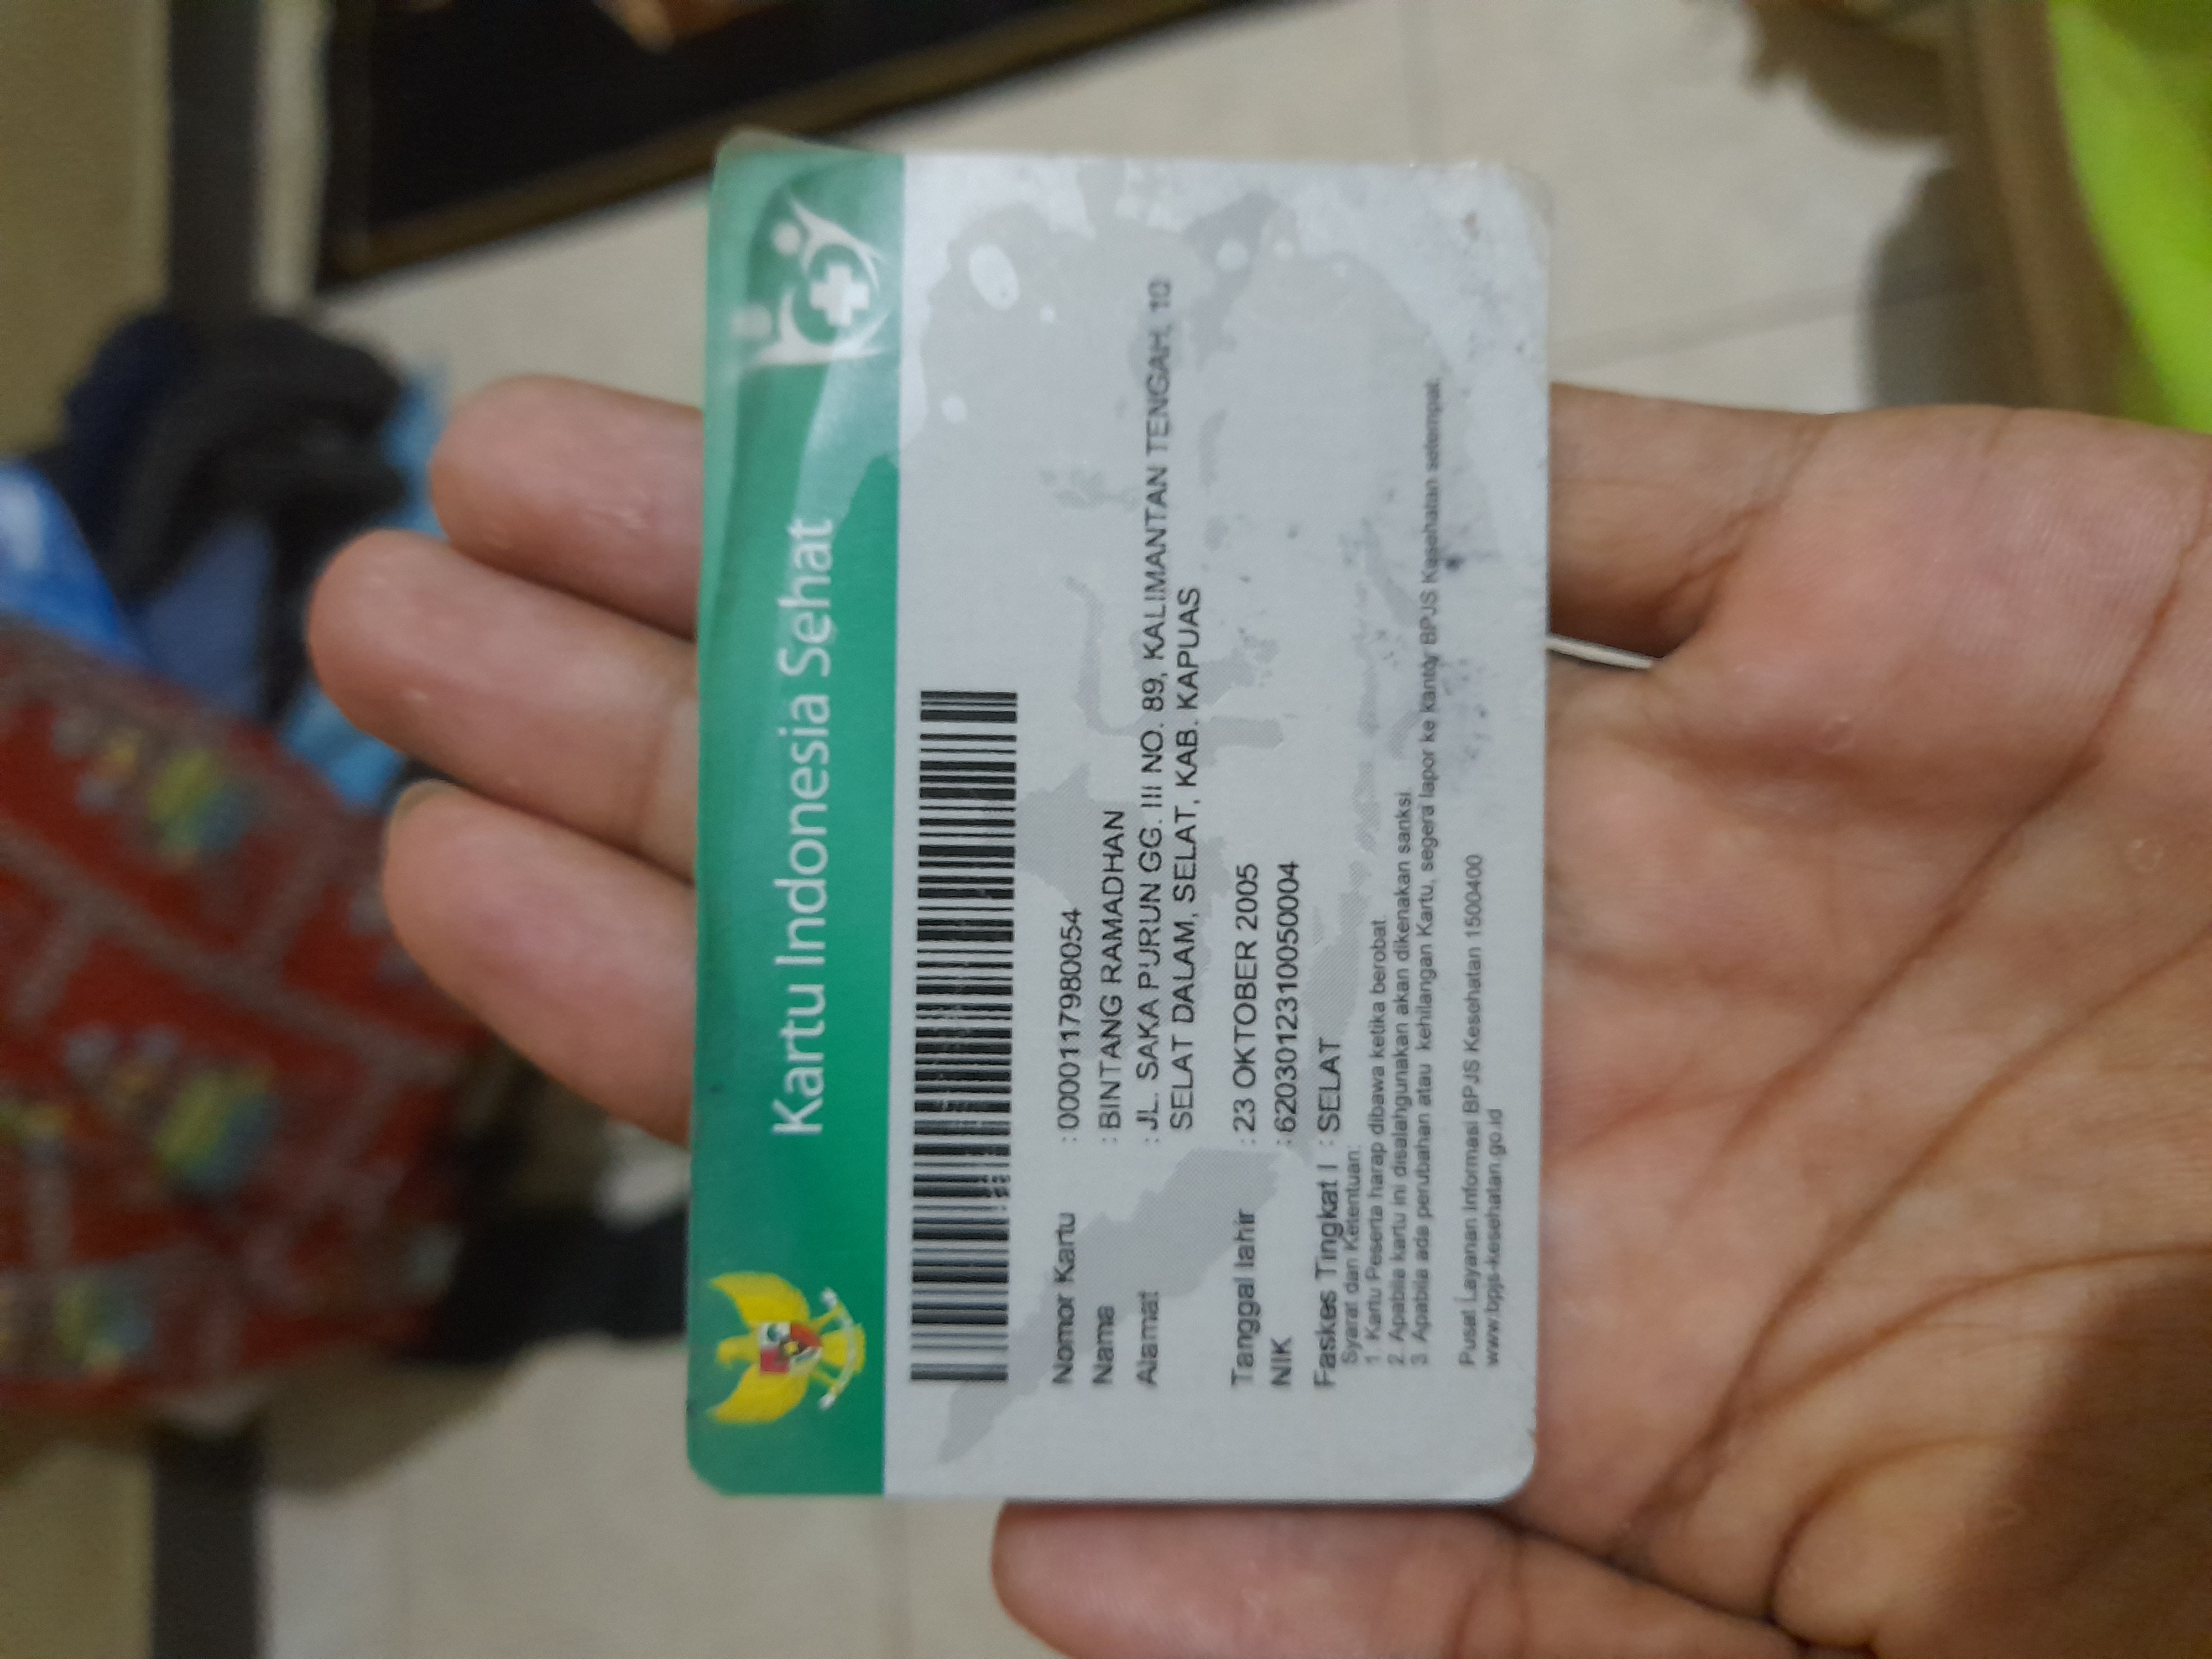 Kartu Indonesia Sehat
Nomor Kartu : 0000117980054
Nama : BINTANG RAMADHAN
Alamat : JL. SAKA PURUN GG. III NO. 89, KALIMANTAN TENGAH, 10
SELAT DALAM, SELAT, KAB. KAPUAS
Tanggal lahir : 23 OKTOBER 2005
NIK : 6203012310050004
Faskes Tingkat I : SELAT
Syarat dan Ketentuan:
1. Kartu Peserta harap dibawa ketika berobat.
2. Apabila kartu ini disalahgunakan akan dikenakan sanksi.
3. Apabila ada perubahan atau kehilangan Kartu, segera lapor ke kantor BPJS Kesehatan setempat.
Pusat Layanan Informasi BPJS Kesehatan 1500400
www.bpjs-kesehatan.go.id